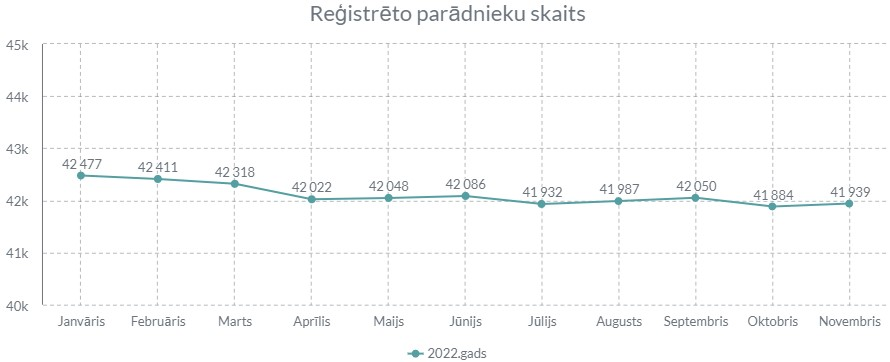 Reģistrēto parādnieku skaits
45k
44k
43k
42k
41k
40k
42 477
42 411
42 318
42 022
42 048
42 086
41 932
41 987
42 050
41 884
41 939
Janvāris
Februāris
Marts
Aprīlis
Maijs
Jūnijs
Jūlijs
Augusts
Septembris
Oktobris
Novembris
2022.gads